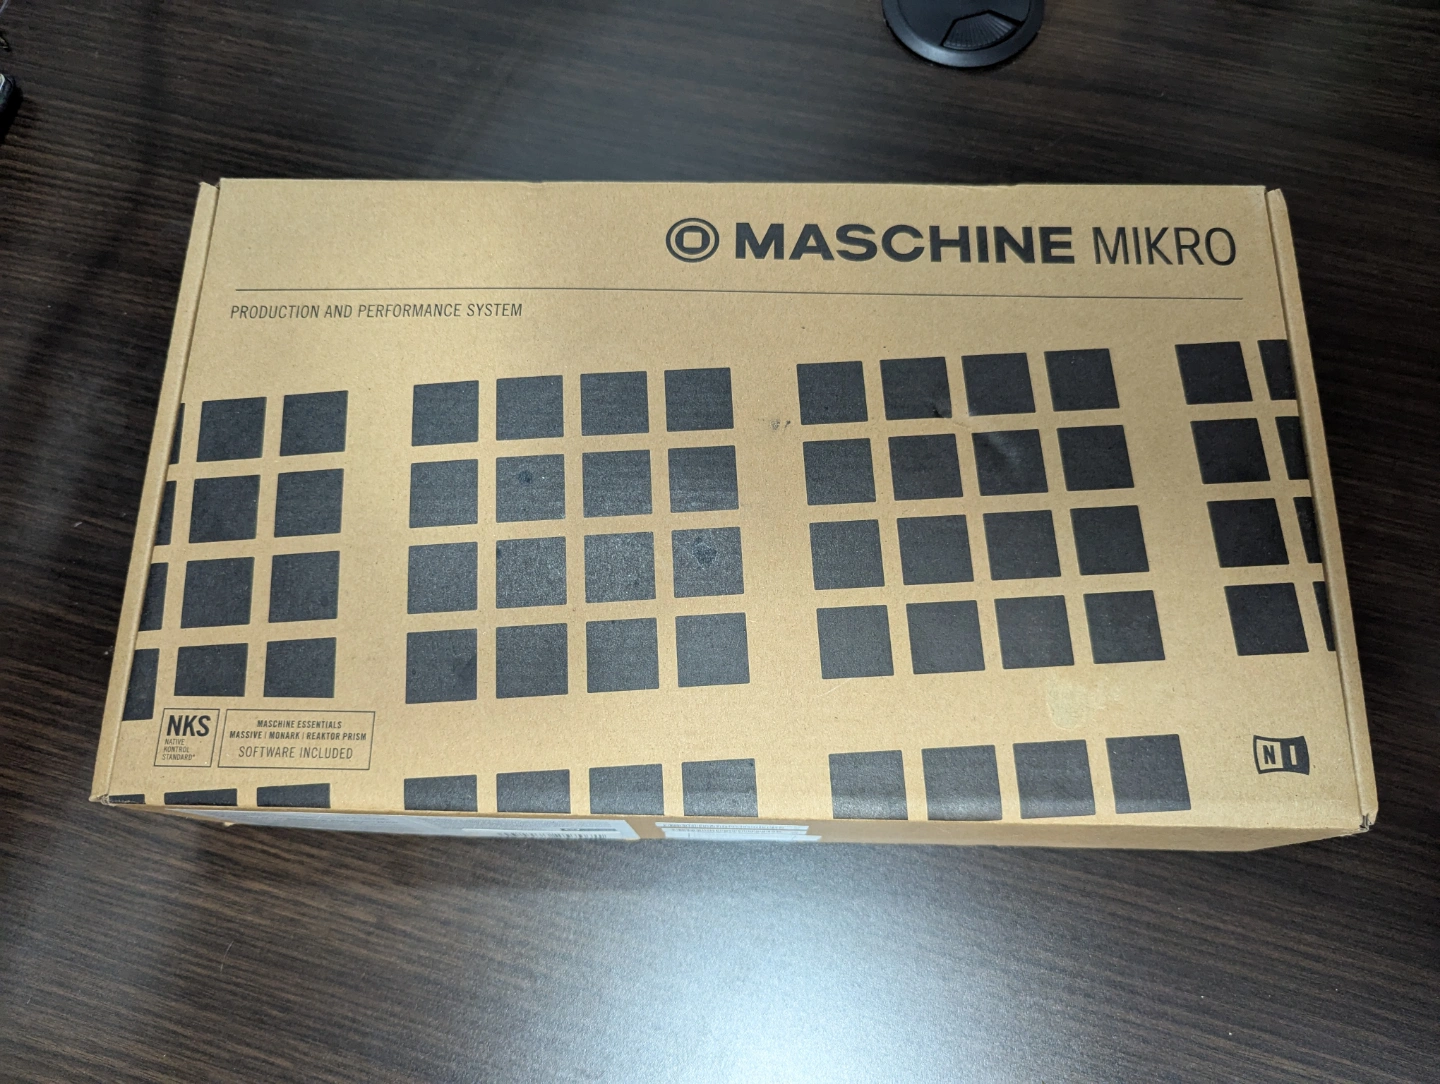 MASCHINE MIKRO
PRODUCTION AND PERFORMANCE SYSTEM
NKS
NATIVE
KONTROL
STANDARD
MASCHINE ESSENTIALS
MASSIVE | MONARK | REAKTOR PRISM
SOFTWARE INCLUDED
NI